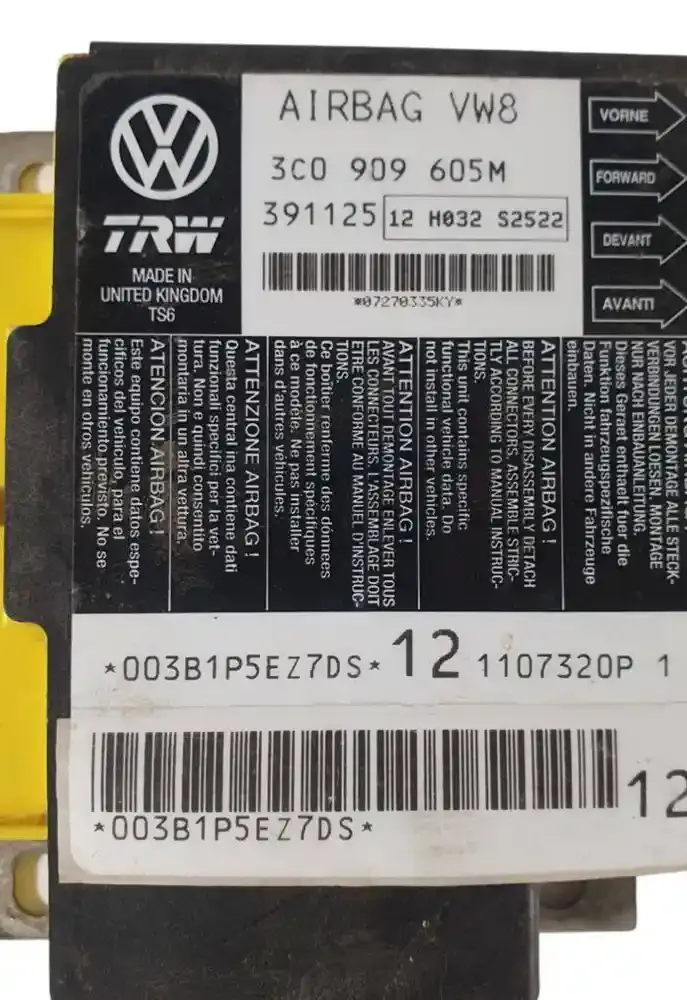 AIRBAG VW8
3C0 909 605M
391125 12 H032 S2522
*07270335KY*
VW
TRW
MADE IN
UNITED KINGDOM
TS6
VORNE
FORWARD
DEVANT
AVANTI
VOR JEDER DEMONTAGE ALLE STECK-
VERBINDUNGEN LOESEN. MONTAGE
NUR NACH EINBAUANLEITUNG.
Dieses Geraet enthaelt fuer die
Funktion fahrzeugspezifische
Daten. Nicht in andere Fahrzeuge
einbauen.
ATTENTION AIRBAG !
BEFORE EVERY DISASSEMBLY DETACH
ALL CONNECTORS, ASSEMBLE STRIC-
TLY ACCORDING TO MANUAL INSTRUC-
TIONS.
This unit contains specific
functional vehicle data. Do
not install in other vehicles.
ATTENTION AIRBAG !
AVANT TOUT DEMONTAGE ENLEVER TOUS
LES CONNECTEURS, L'ASSEMBLAGE DOIT
ETRE CONFORME AU MANUEL D'INSTRUC-
TIONS.
Ce boîtier renferme des données
de fonctionnement spécifiques
à ce modèle. Ne pas installer
dans d'autres véhicules.
ATTENZIONE AIRBAG !
Questa central ina contiene dati
funzionali specifici per la vet-
tura. Non e quindi consentito
montarla in un altra vettura.
ATENCION AIRBAG !
Este equipo contiene datos espe-
cificos del vehiculo, para el
funcionamiento previsto. No se
monte en otros vehiculos.
*003B1P5EZ7DS* 12 1107320P 1
12
*003B1P5EZ7DS*